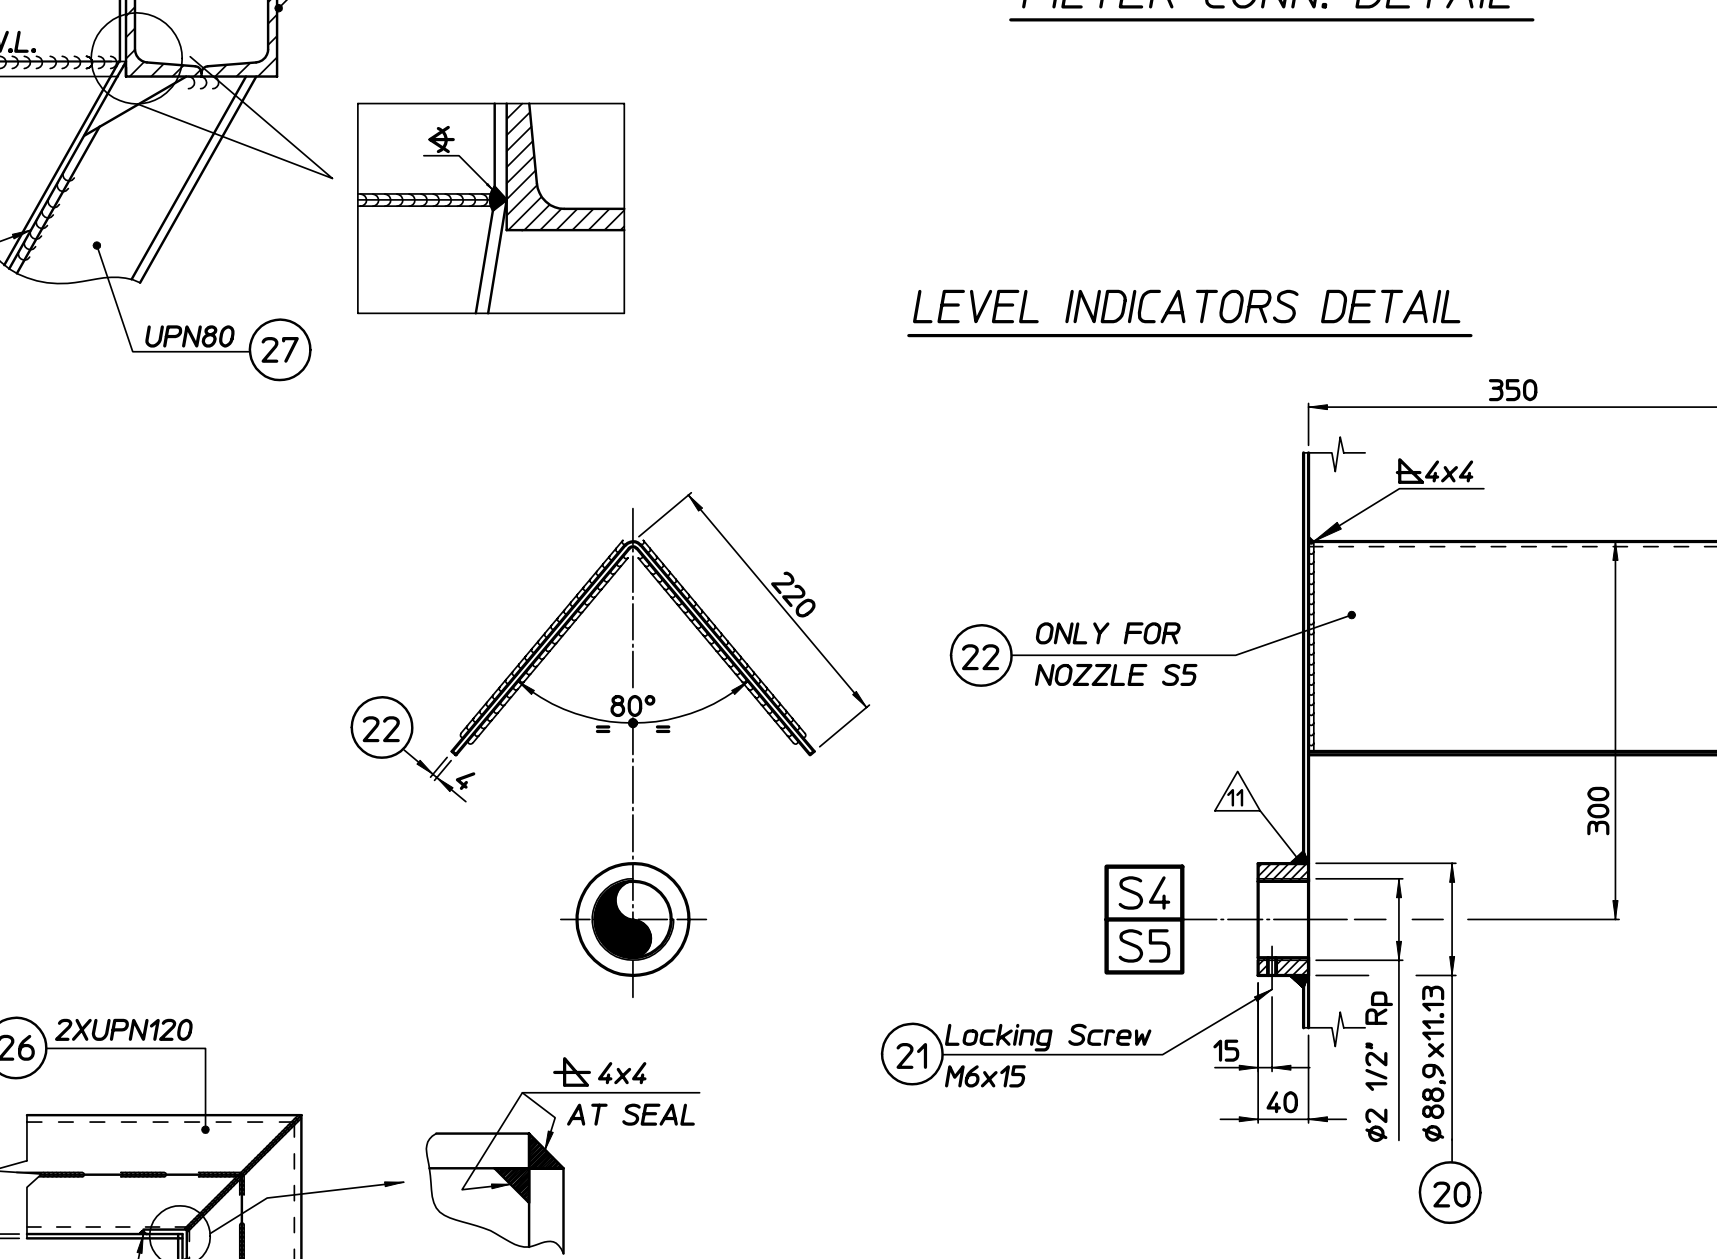 FILTER CONN. DETAIL
W.L.
UPN80
27
LEVEL INDICATORS DETAIL
350
4x4
220
22
ONLY FOR
NOZZLE S5
80°
=
=
22
4
11
300
S4
S5
21
Locking Screw
M6x15
15
40
ϕ2 1/2" Rp
ϕ88,9x11.13
20
26
2XUPN120
4x4
AT SEAL